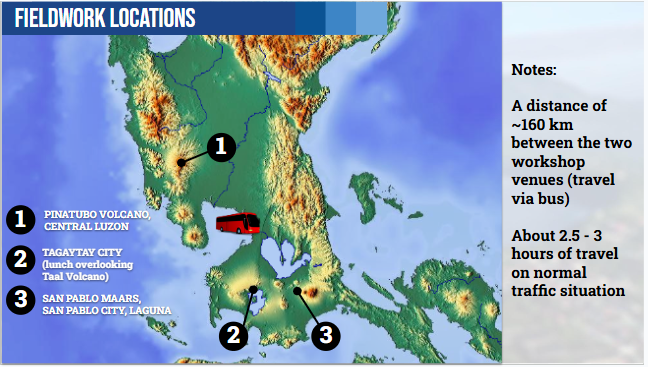 FIELDWORK LOCATIONS
1
1 PINATUBO VOLCANO,
CENTRAL LUZON
2 TAGAYTAY CITY
(lunch overlooking
Taal Volcano)
3 SAN PABLO MAARS,
SAN PABLO CITY, LAGUNA
2
3
Notes:
A distance of
~160 km
between the two
workshop
venues (travel
via bus)
About 2.5 - 3
hours of travel
on normal
traffic situation